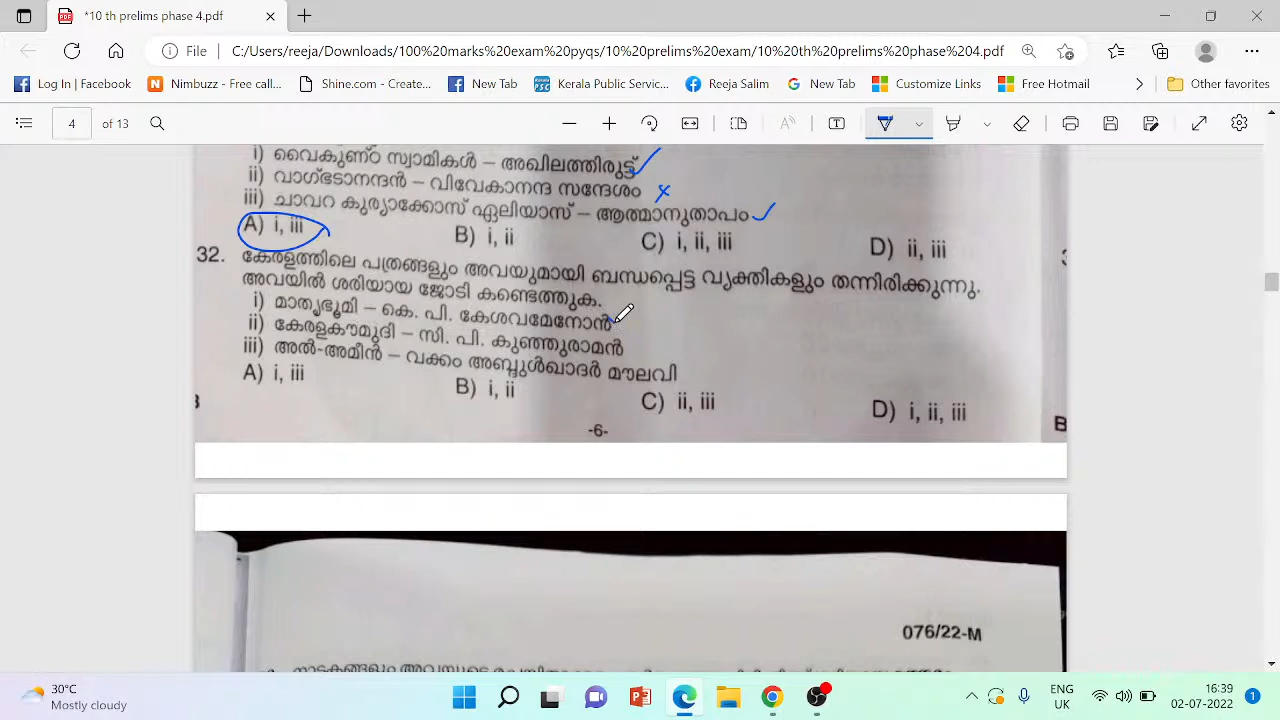 *10 th prelims phase 4.pdf
File C:/Users/reeja/Downloads/100%20marks%20exam%20pyqs/10%20prelims%20exam/10%20th%20prelims%20phase%204.pdf
Log In | Facebook Nimbuzz - free calls,... Shine.com - Creating... Kerala Public Servic... New Tab Reeja Salim New Tab Customize Links Free Hotmail Other favorites
4 of 13
i) വൈകുണ്ഠ സ്വാമികൾ – അഖിലത്തിരുട്ട്
ii) വാഗ്ഭടാനന്ദൻ – വിവേകാനന്ദ സന്ദേശം
iii) ചാവറ കുര്യാക്കോസ് ഏലിയാസ് – ആത്മാനുതാപം
A) i, iii B) i, ii C) i, ii, iii D) ii, iii
32. കേരളത്തിലെ പത്രങ്ങളും അവയുമായി ബന്ധപ്പെട്ട വ്യക്തികളും തന്നിരിക്കുന്നു.
അവയിൽ ശരിയായ ജോടി കണ്ടെത്തുക.
i) മാതൃഭൂമി – കെ. പി. കേശവമേനോൻ
ii) കേരളകൗമുദി – സി. പി. കുഞ്ഞുരാമൻ
iii) അൽ-അമീൻ – വക്കം അബ്ദുൾഖാദർ മൗലവി
A) i, iii B) i, ii C) ii, iii D) i, ii, iii
-6-
076/22-M
30°C
Mostly cloudy
ENG
UK
16:39
02-07-2022